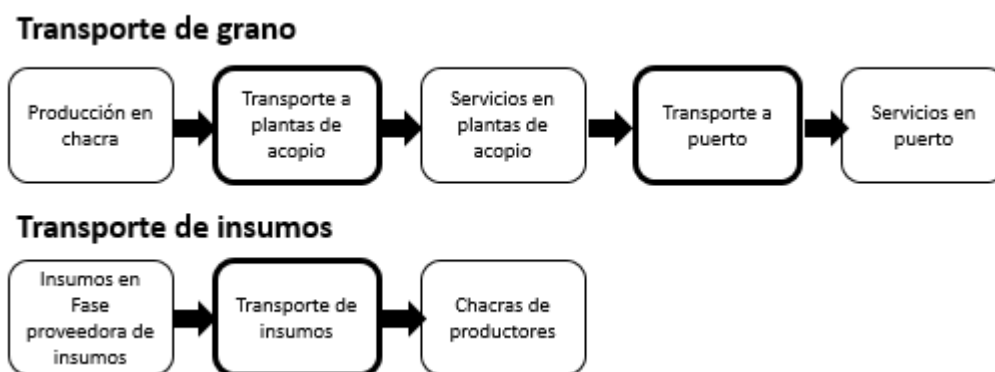 Transporte de grano
Producción en
chacra
Transporte a
plantas de
acopio
Servicios en
plantas de
acopio
Transporte a
puerto
Servicios en
puerto
Transporte de insumos
Insumos en
Fase
proveedora de
insumos
Transporte de
insumos
Chacras de
productores